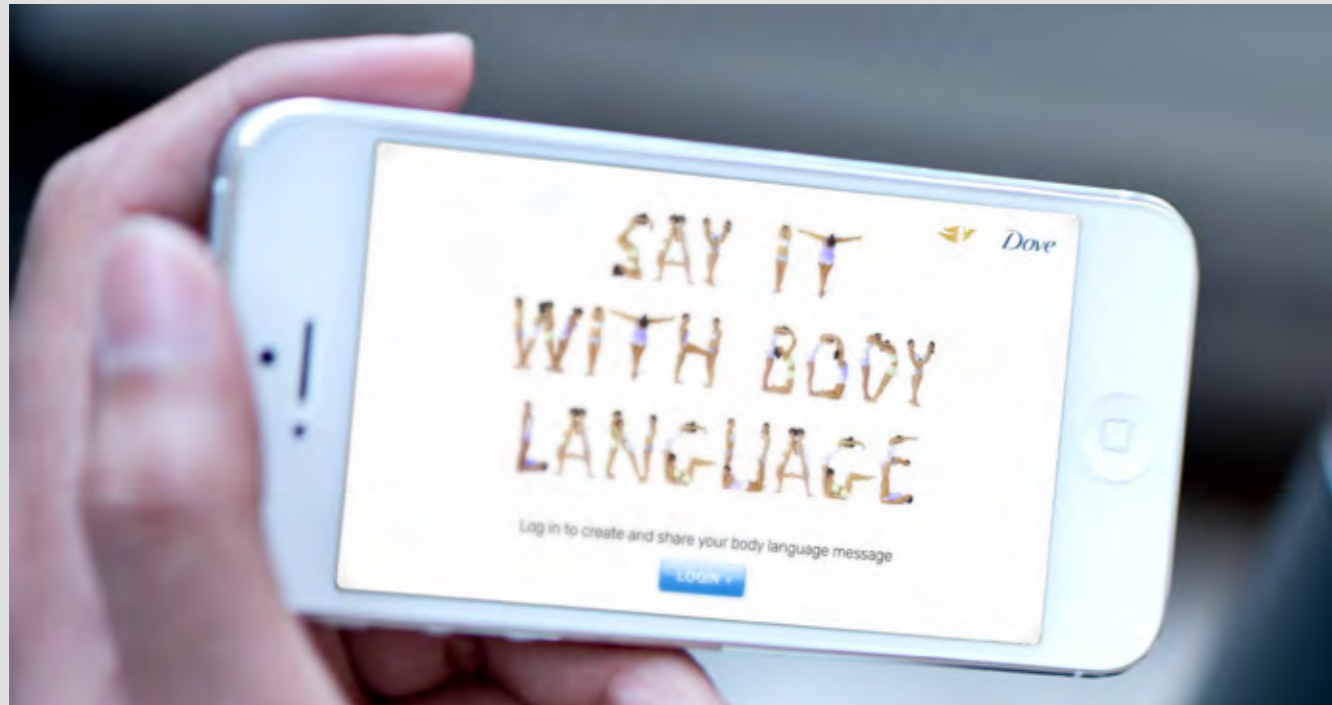 Dove
SAY IT
WITH BODY
LANGUAGE
Log in to create and share your body language message
LOGIN >